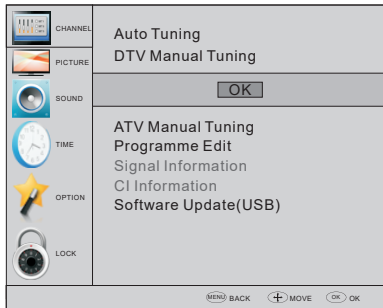 CHANNEL
PICTURE
SOUND
TIME
OPTION
LOCK
Auto Tuning
DTV Manual Tuning
OK
ATV Manual Tuning
Programme Edit
Signal Information
CI Information
Software Update(USB)
MENU BACK MOVE OK OK